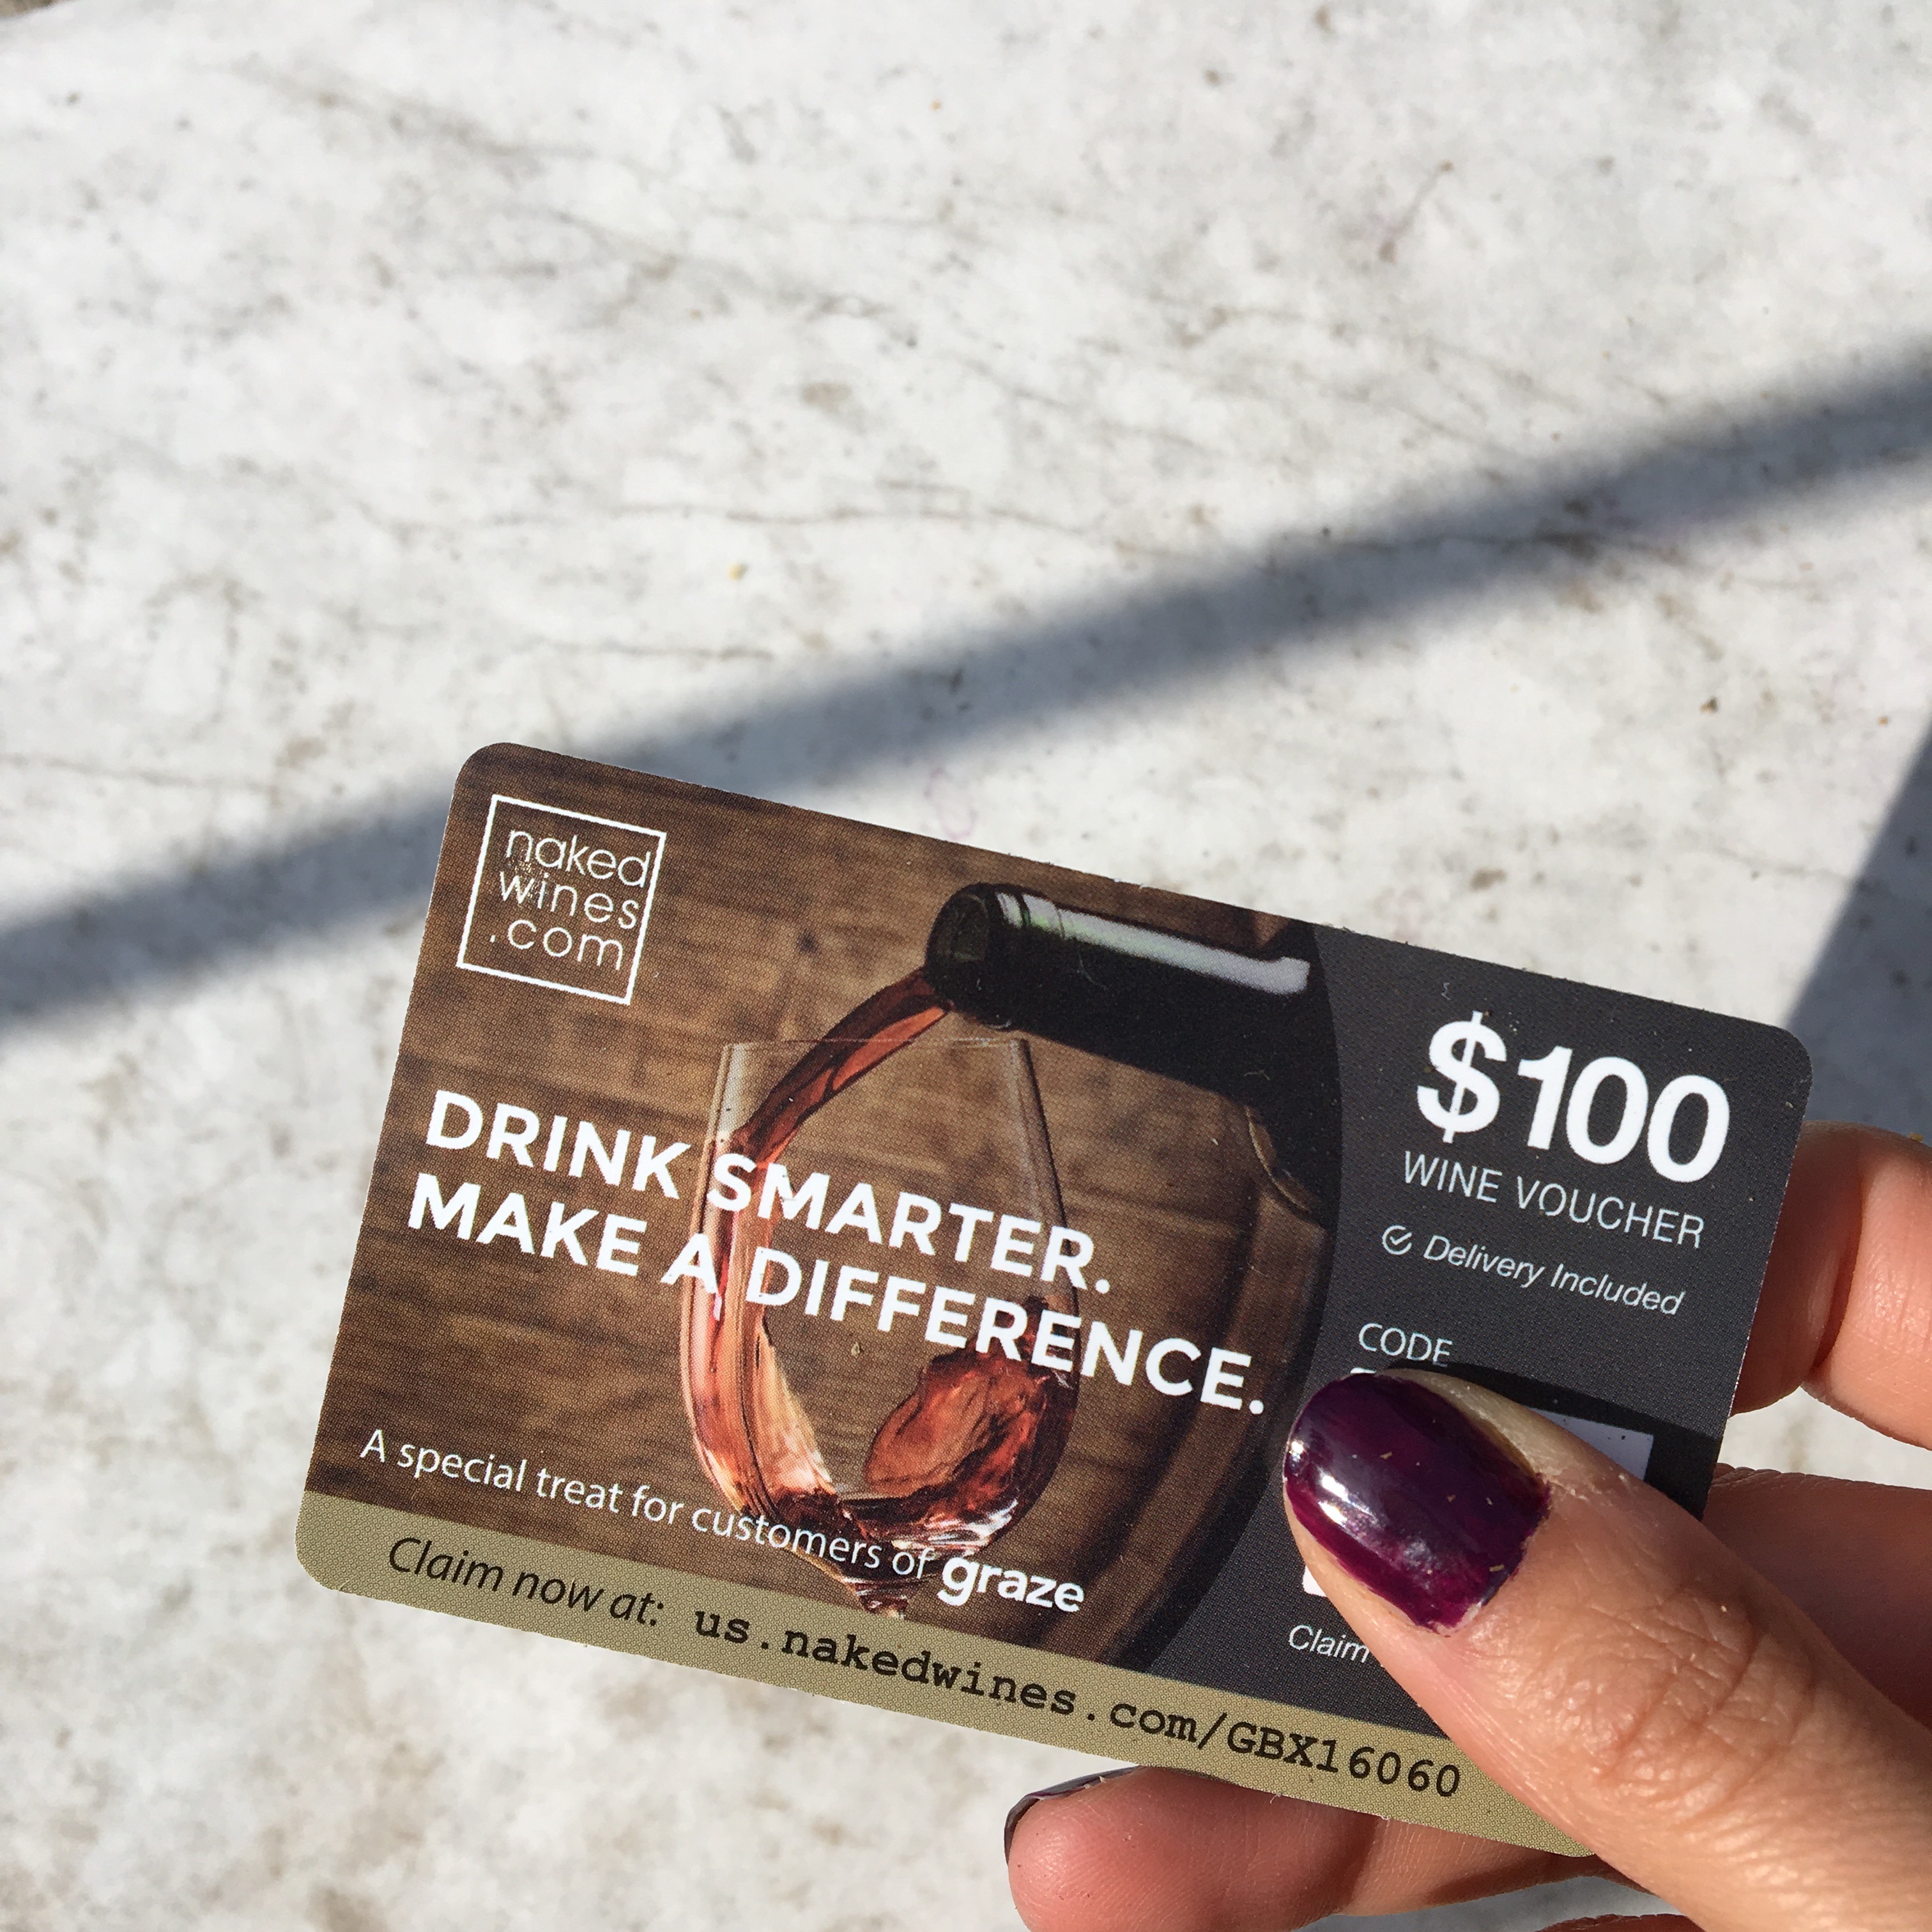 naked
wines
.com
DRINK SMARTER.
MAKE A DIFFERENCE.
A special treat for customers of graze
Claim now at: us.nakedwines.com/GBX16060
$100
WINE VOUCHER
Delivery Included
CODE
Claim